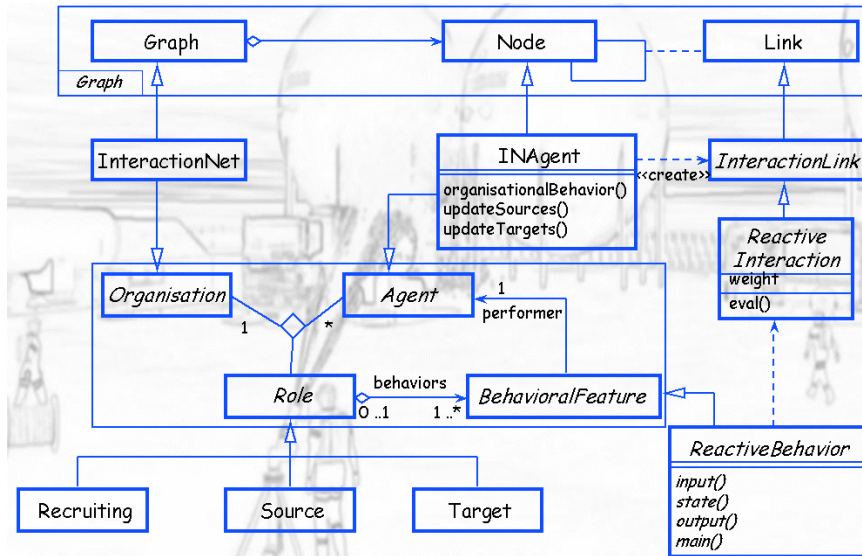 Graph
Node
Link
Graph
InteractionNet
INAgent
organisationalBehavior()
updateSources()
updateTargets()
<<create>>
InteractionLink
Reactive
Interaction
weight
eval()
Organisation
Agent
1
performer
1
*
Role
behaviors
0 ..1
1 ..*
BehavioralFeature
ReactiveBehavior
input()
state()
output()
main()
Recruiting
Source
Target